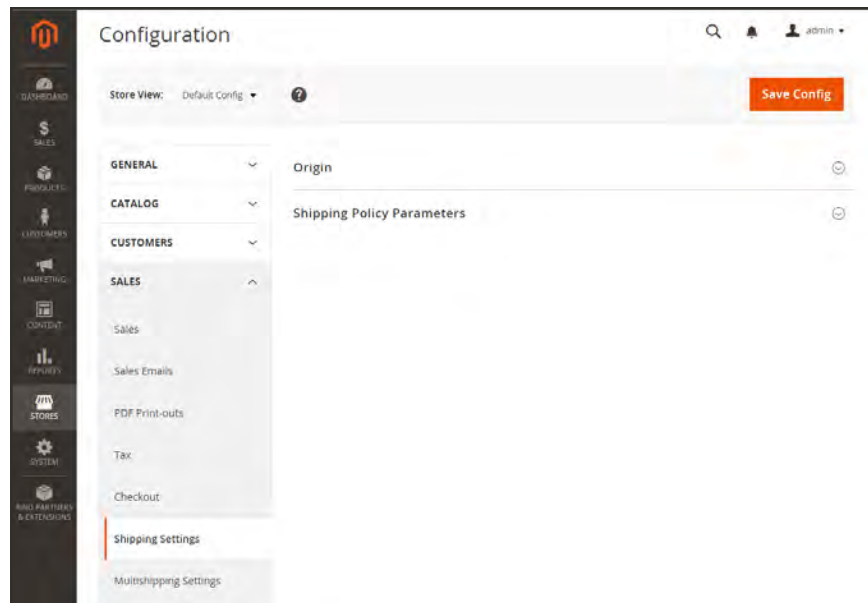 Configuration
admin
Store View: Default Config
?
Save Config
DASHBOARD
$
SALES
PRODUCTS
CUSTOMERS
MARKETING
CONTENT
REPORTS
STORES
SYSTEM
FIND PARTNERS
& EXTENSIONS
GENERAL
CATALOG
CUSTOMERS
SALES
Sales
Sales Emails
PDF Print-outs
Tax
Checkout
Shipping Settings
Multishipping Settings
Origin
Shipping Policy Parameters